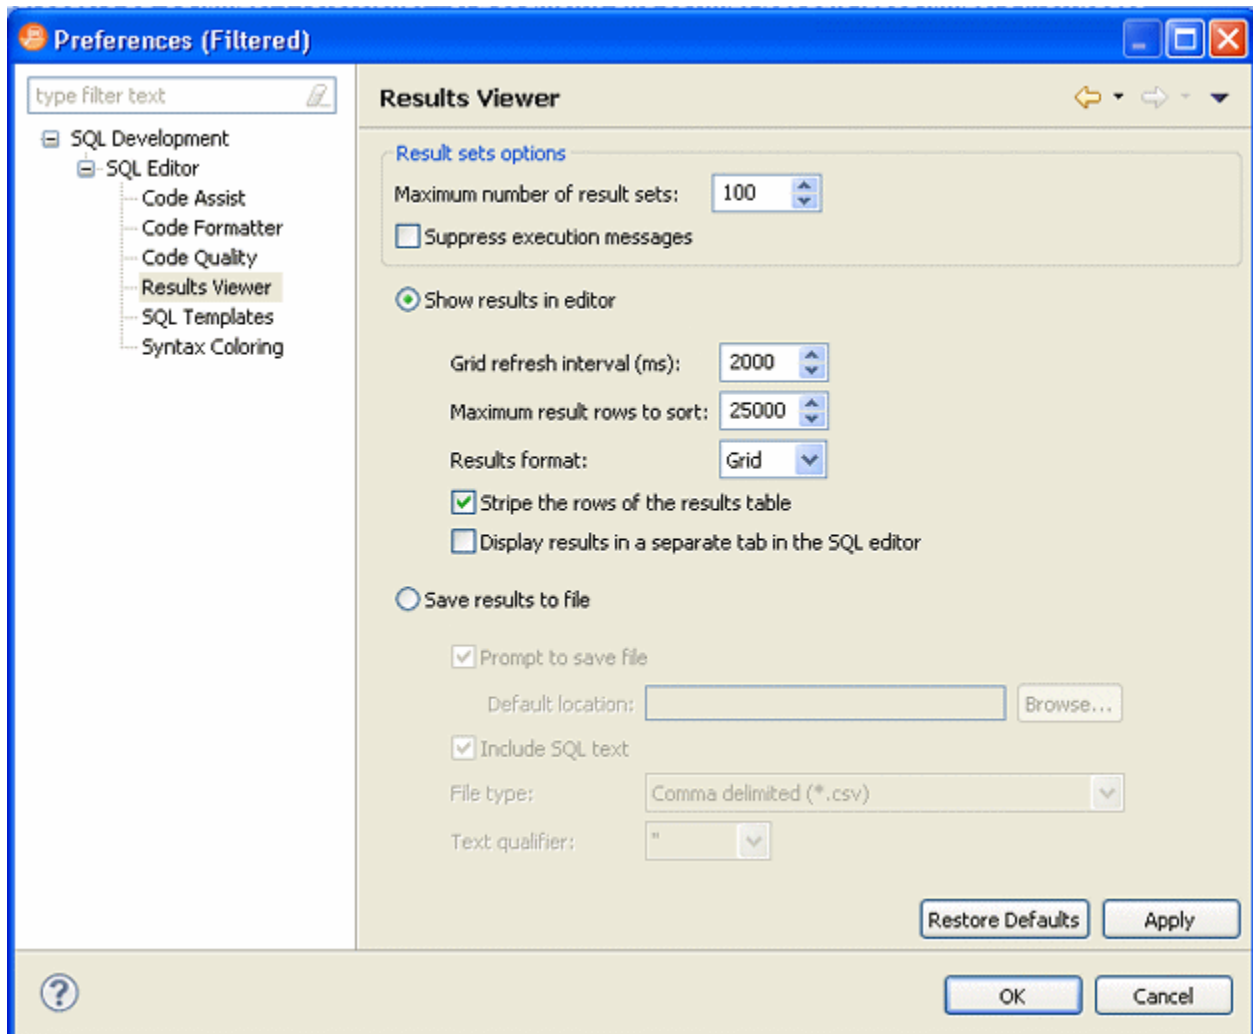 Preferences (Filtered)
type filter text
SQL Development
SQL Editor
Code Assist
Code Formatter
Code Quality
Results Viewer
SQL Templates
Syntax Coloring
Results Viewer
Result sets options
Maximum number of result sets: 100
Suppress execution messages
Show results in editor
Grid refresh interval (ms): 2000
Maximum result rows to sort: 25000
Results format: Grid
Stripe the rows of the results table
Display results in a separate tab in the SQL editor
Save results to file
Prompt to save file
Default location: Browse...
Include SQL text
File type: Comma delimited (*.csv)
Text qualifier: "
Restore Defaults Apply
? OK Cancel